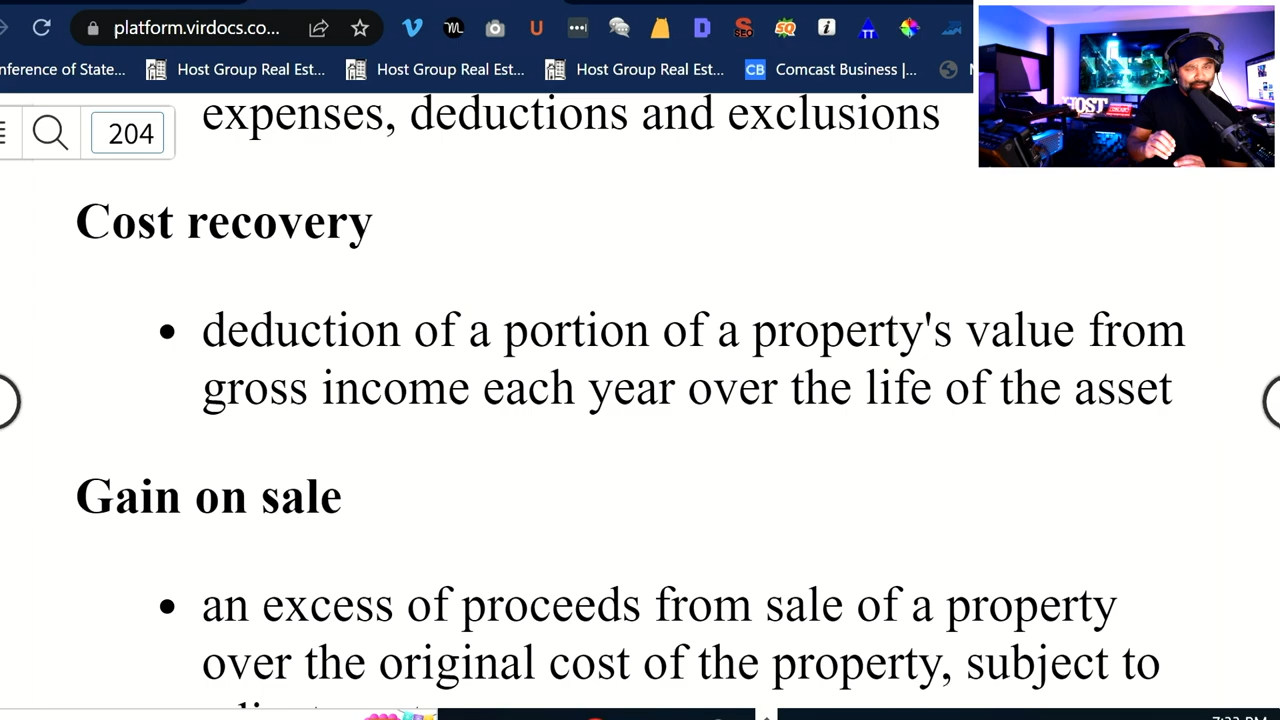 platform.virdocs.co...
nference of State...
Host Group Real Est...
Host Group Real Est...
Host Group Real Est...
CB
Comcast Business |...
204
expenses, deductions and exclusions
HOST
Cost recovery
• deduction of a portion of a property's value from
gross income each year over the life of the asset
Gain on sale
• an excess of proceeds from sale of a property
over the original cost of the property, subject to